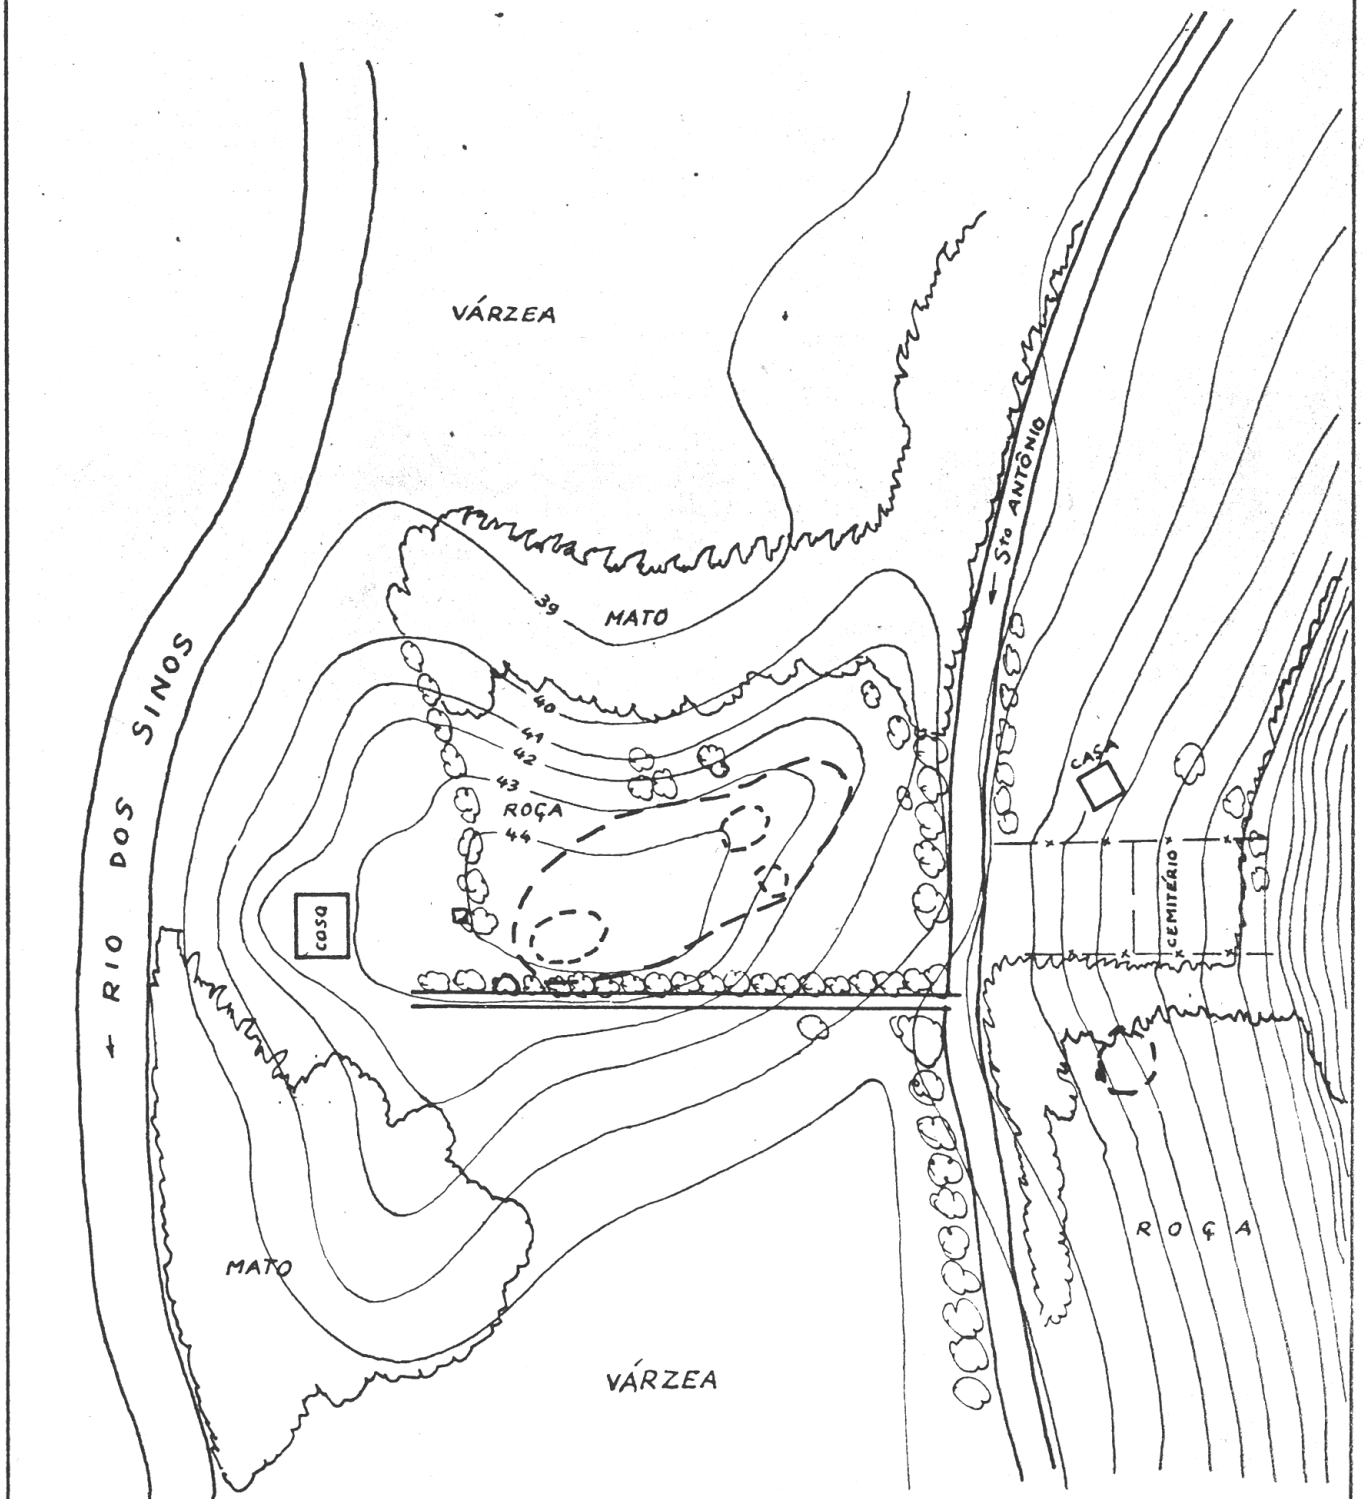 VÁRZEA
← Sto ANTÔNIO
39
MATO
RIO DOS SINOS
40
41
42
43
ROÇA
44
CASA
CASA
CEMITÉRIO
ROÇA
MATO
VÁRZEA